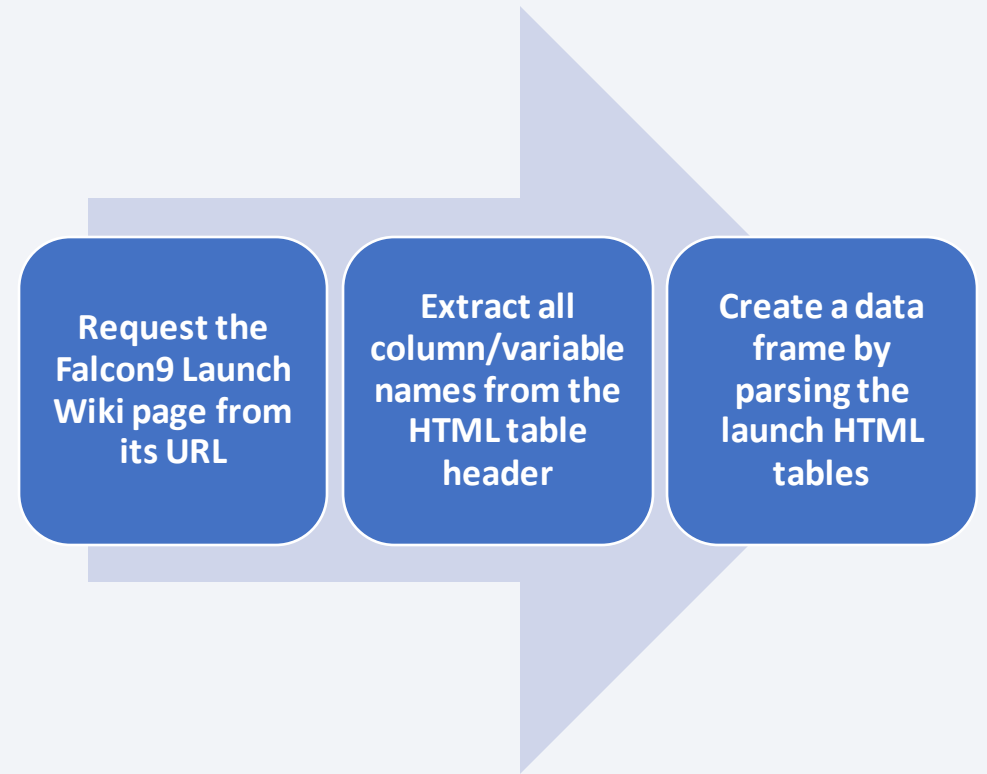 Request the
Falcon9 Launch
Wiki page from
its URL
Extract all
column/variable
names from the
HTML table
header
Create a data
frame by
parsing the
launch HTML
tables